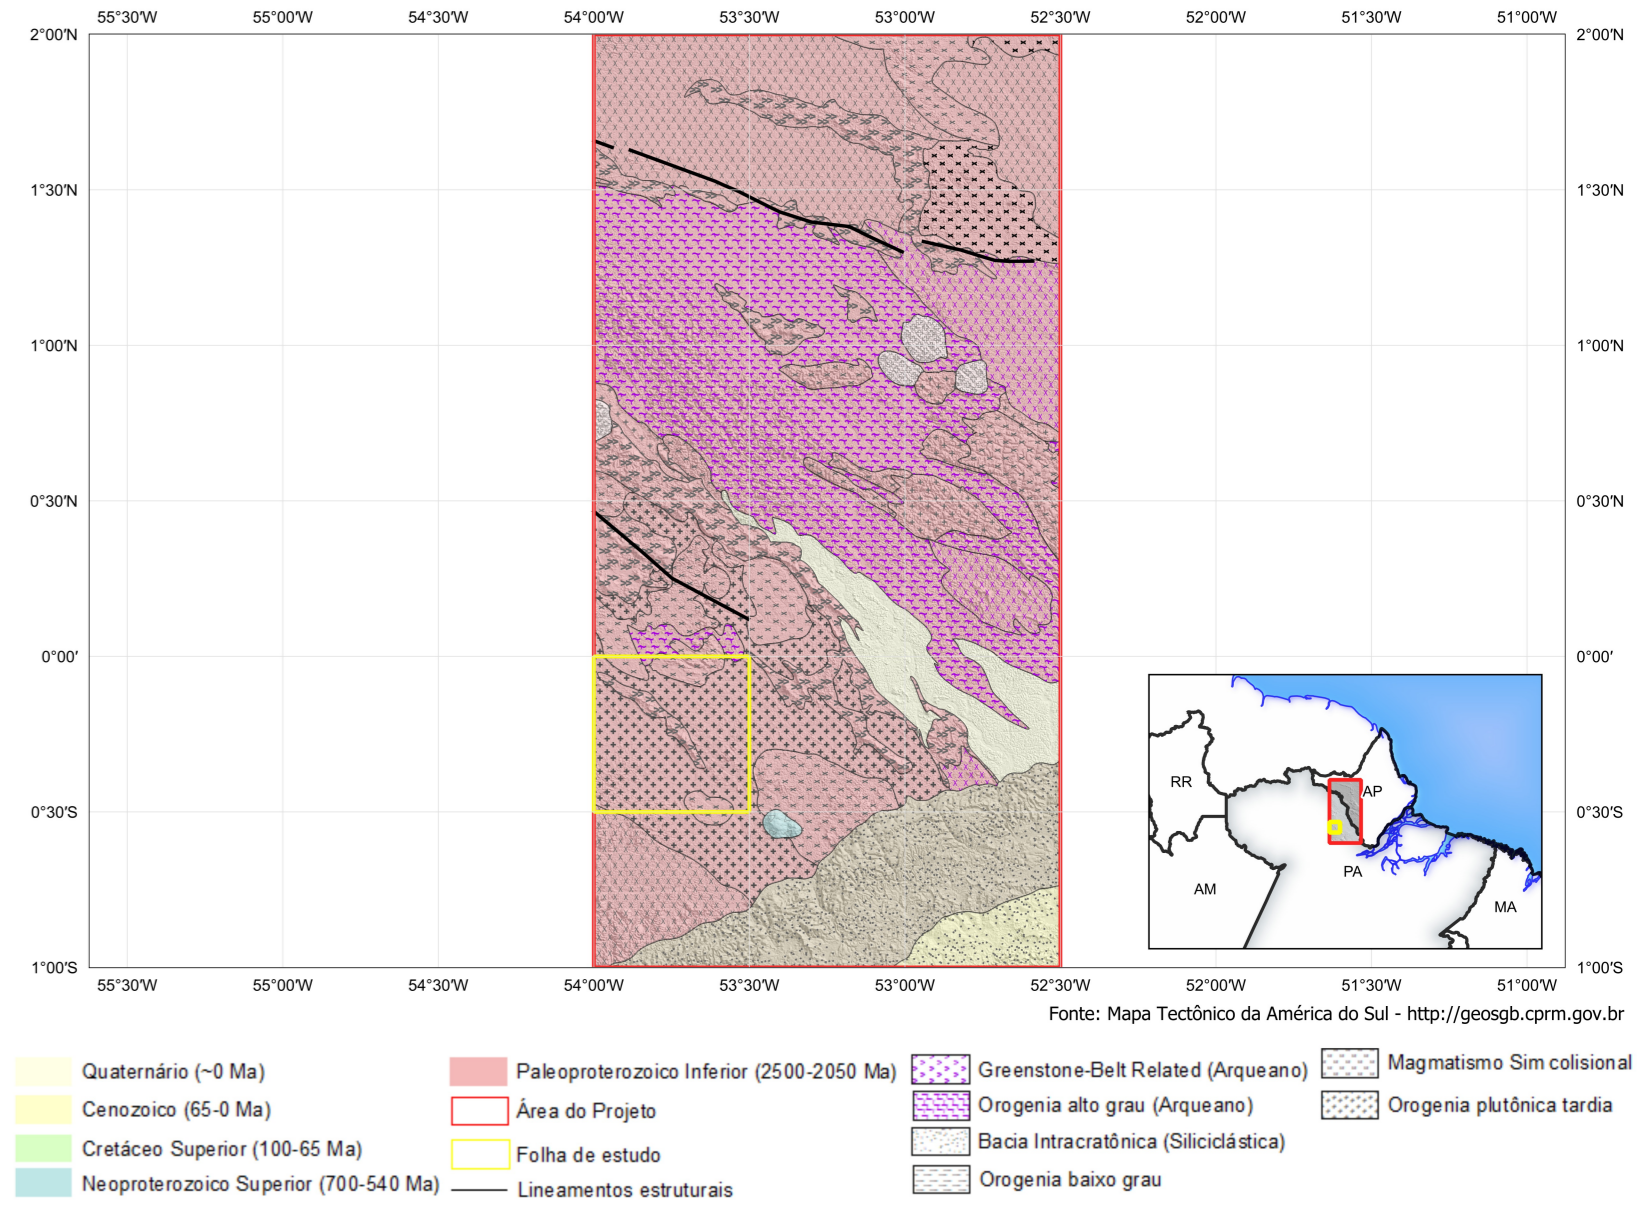 55°30′W 55°00′W 54°30′W 54°00′W 53°30′W 53°00′W 52°30′W 52°00′W 51°30′W 51°00′W
2°00′N 2°00′N
1°30′N 1°30′N
1°00′N 1°00′N
0°30′N 0°30′N
0°00′ 0°00′
RR
AP
0°30′S 0°30′S
PA
AM
MA
1°00′S 1°00′S
55°30′W 55°00′W 54°30′W 54°00′W 53°30′W 53°00′W 52°30′W 52°00′W 51°30′W 51°00′W
Fonte: Mapa Tectônico da América do Sul - http://geosgb.cprm.gov.br
Quaternário (~0 Ma)
Cenozoico (65-0 Ma)
Cretáceo Superior (100-65 Ma)
Neoproterozoico Superior (700-540 Ma)
Paleoproterozoico Inferior (2500-2050 Ma)
Área do Projeto
Folha de estudo
Lineamentos estruturais
Greenstone-Belt Related (Arqueano)
Orogenia alto grau (Arqueano)
Bacia Intracratônica (Siliciclástica)
Orogenia baixo grau
Magmatismo Sim colisional
Orogenia plutônica tardia